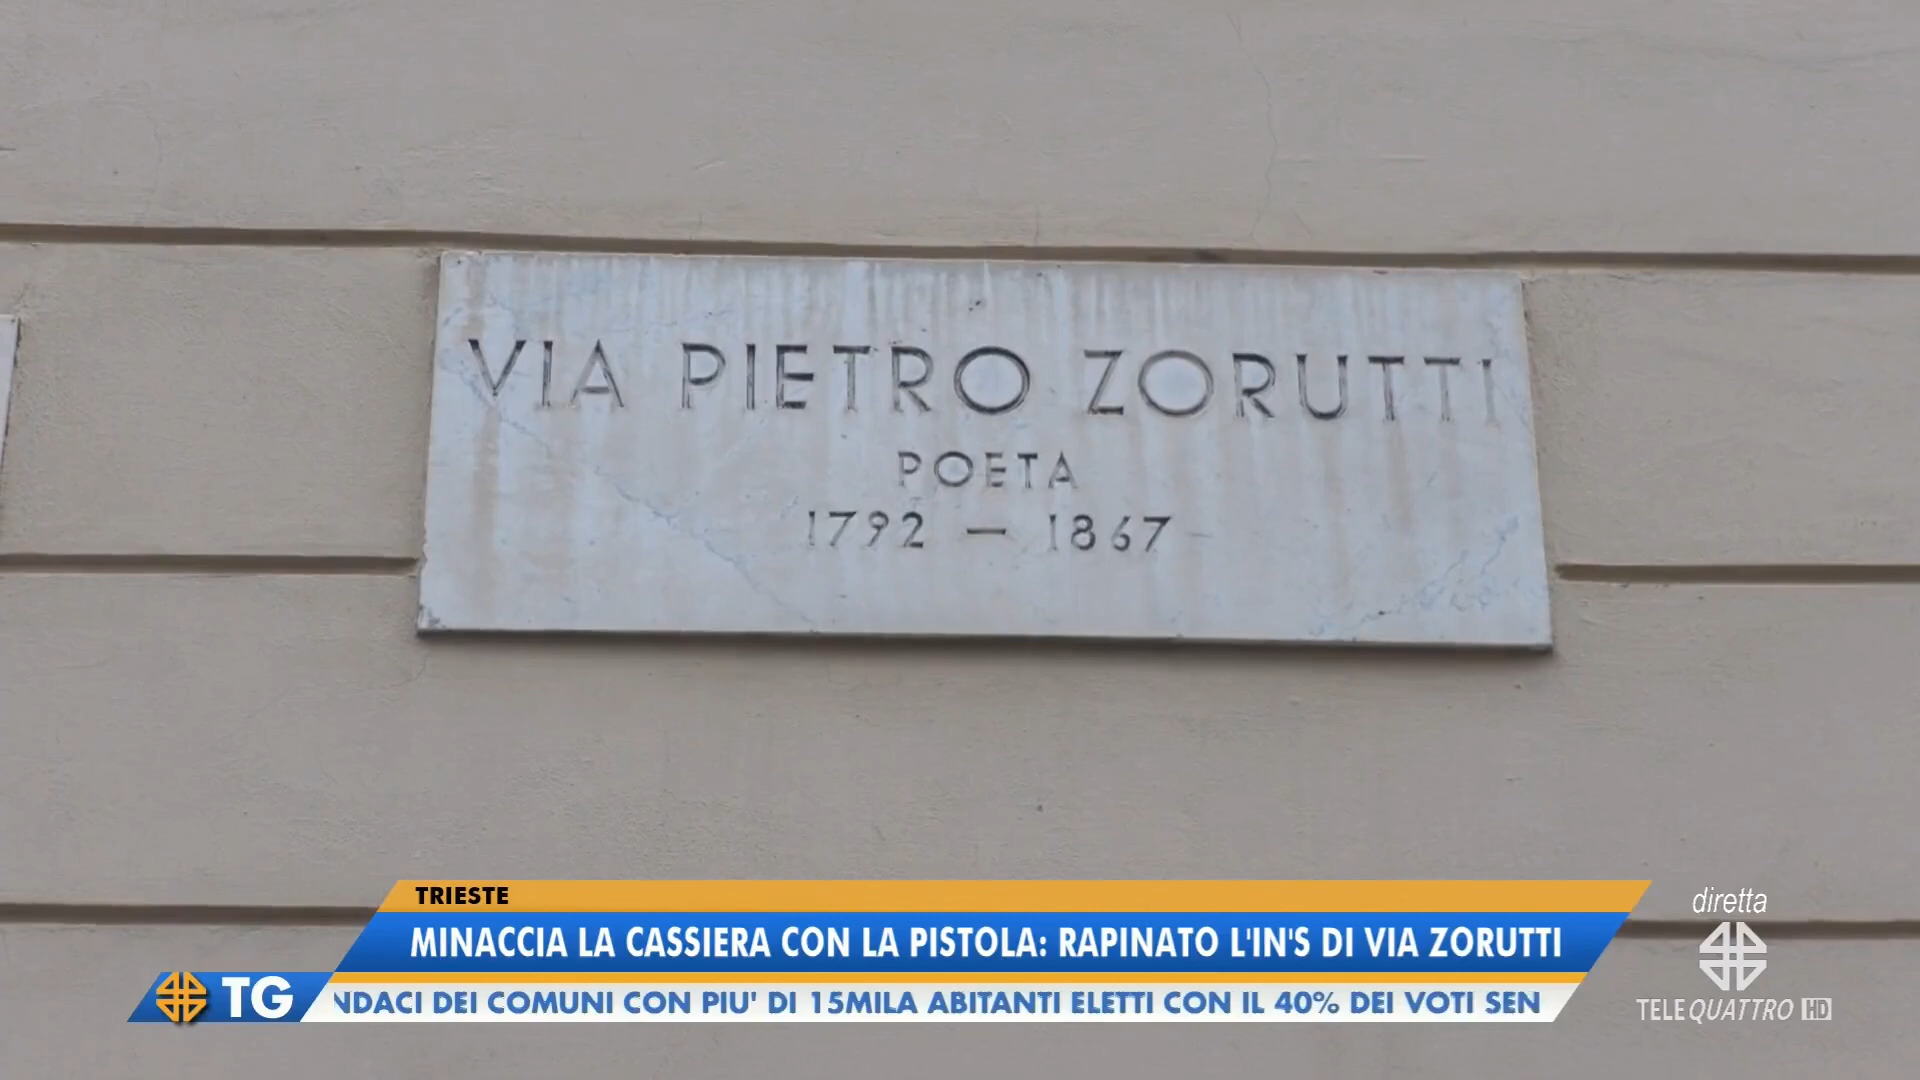 VIA PIETRO ZORUTTI
POETA
1792 — 1867
TRIESTE
MINACCIA LA CASSIERA CON LA PISTOLA: RAPINATO L'IN'S DI VIA ZORUTTI
TG
NDACI DEI COMUNI CON PIU' DI 15MILA ABITANTI ELETTI CON IL 40% DEI VOTI SEN
diretta
TELEQUATTRO HD